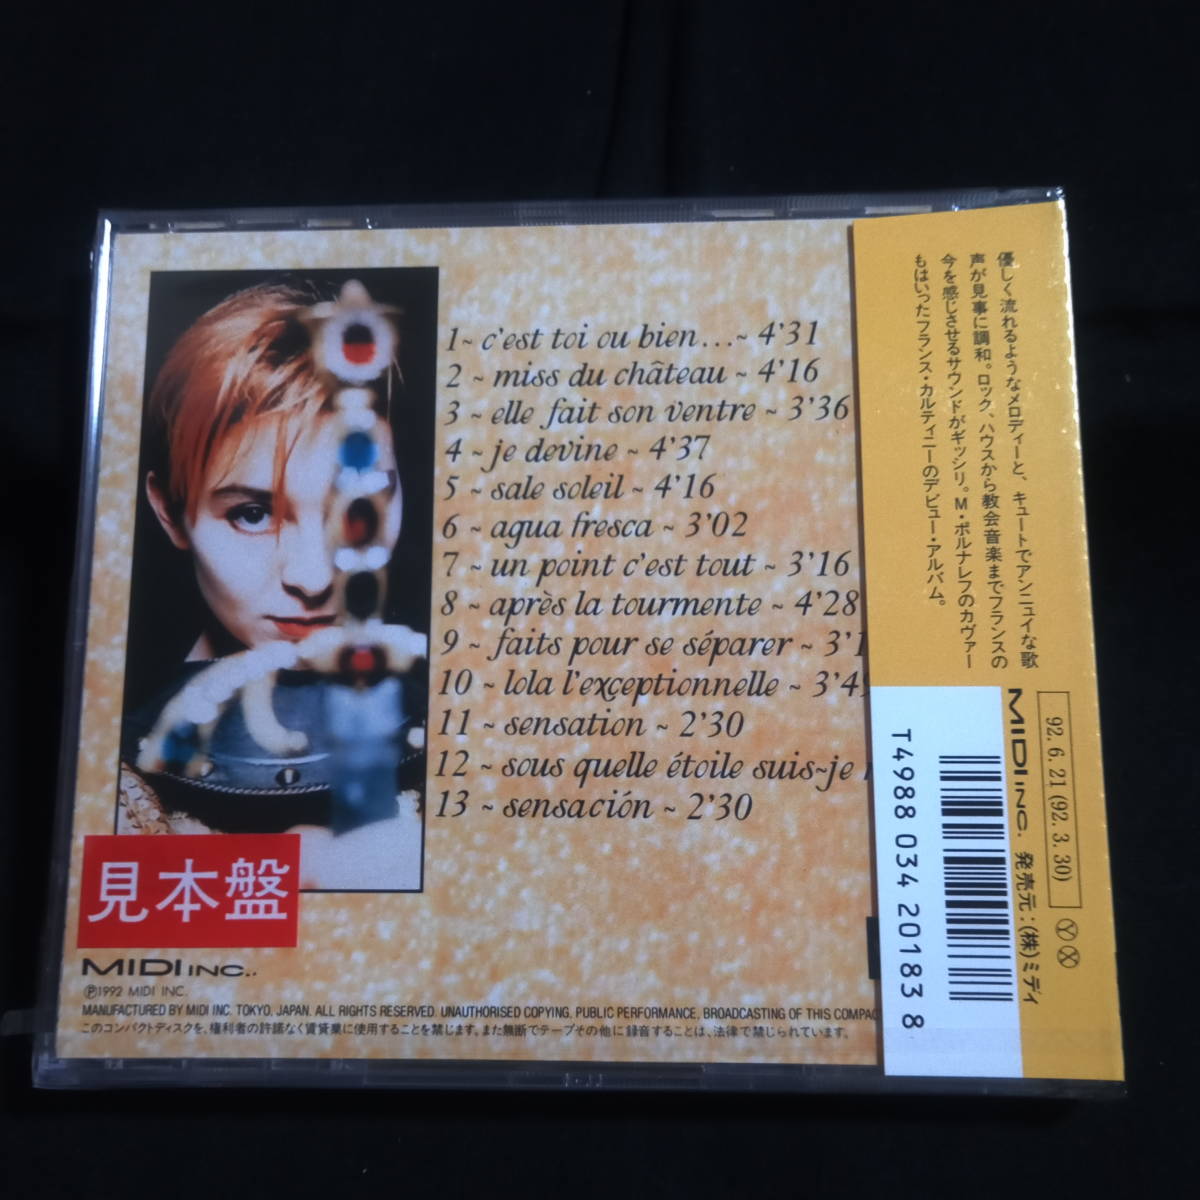 1~ c'est toi ou bien...~ 4'31
2 ~ miss du château ~ 4'16
3 ~ elle fait son ventre ~ 3'36
4 ~ je devine ~ 4'37
5 ~ sale soleil ~ 4'16
6 ~ agua fresca ~ 3'02
7 ~ un point c'est tout ~ 3'16
8 ~ après la tourmente ~ 4'28
9 ~ faits pour se séparer ~ 3'1
10 ~ lola l'exçeptionnelle ~ 3'4
11 ~ sensation ~ 2'30
12 ~ sous quelle étoile suis~je
13 ~ sensación ~ 2'30
見本盤
MIDI INC..
Ⓟ1992 MIDI INC.
MANUFACTURED BY MIDI INC. TOKYO, JAPAN. ALL RIGHTS RESERVED. UNAUTHORISED COPYING, PUBLIC PERFORMANCE, BROADCASTING OF THIS COMPAC
このコンパクトディスクを、権利者の許諾なく賃貸業に使用することを禁じます。また無断でテープその他に録音することは、法律で禁じられています。
優しく流れるようなメロディーと、キュートでアンニュイな歌
声が見事に調和。ロック、ハウスから教会音楽までフランスの
今を感じさせるサウンドがギッシリ。M・ポルナレフのカヴァー
もはいったフランス・カルティニーのデビュー・アルバム。
92. 6. 21 (92. 3. 30) Ⓨ Ⓧ
MIDI INC. 発売元：(株)ミディ
T4988 034 20183 8